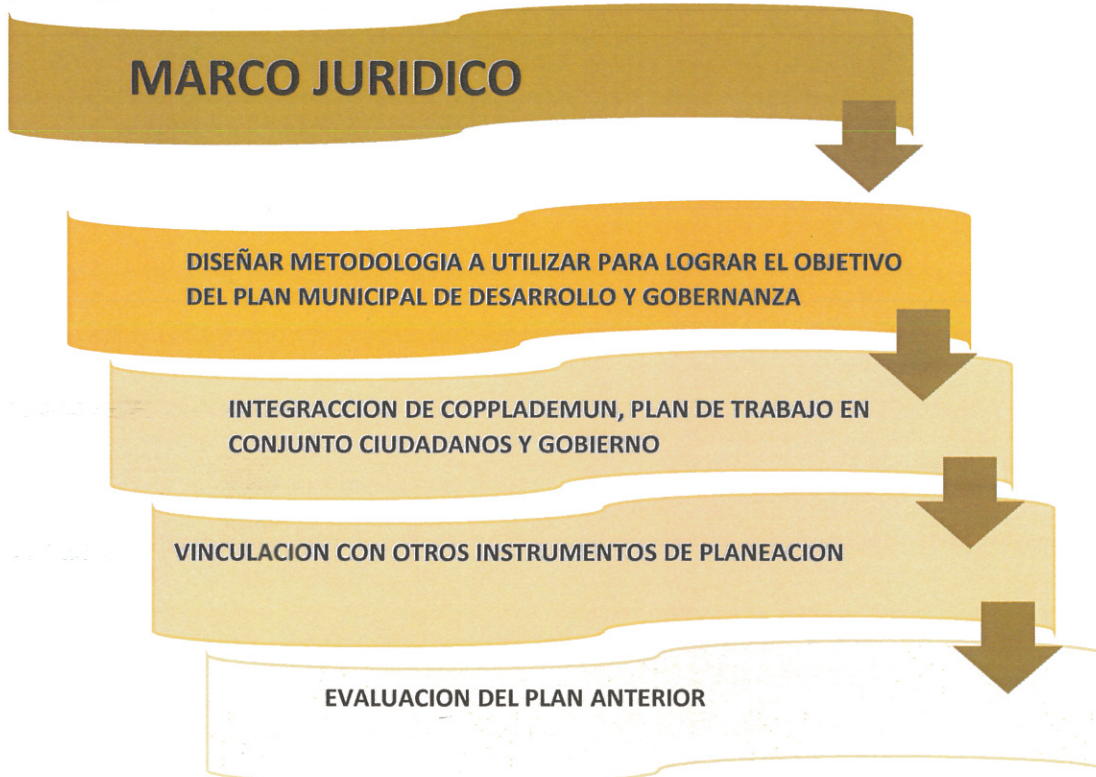 MARCO JURIDICO
DISEÑAR METODOLOGIA A UTILIZAR PARA LOGRAR EL OBJETIVO
DEL PLAN MUNICIPAL DE DESARROLLO Y GOBERNANZA
INTEGRACCION DE COPPLADEMUN, PLAN DE TRABAJO EN
CONJUNTO CIUDADANOS Y GOBIERNO
VINCULACION CON OTROS INSTRUMENTOS DE PLANEACION
EVALUACION DEL PLAN ANTERIOR